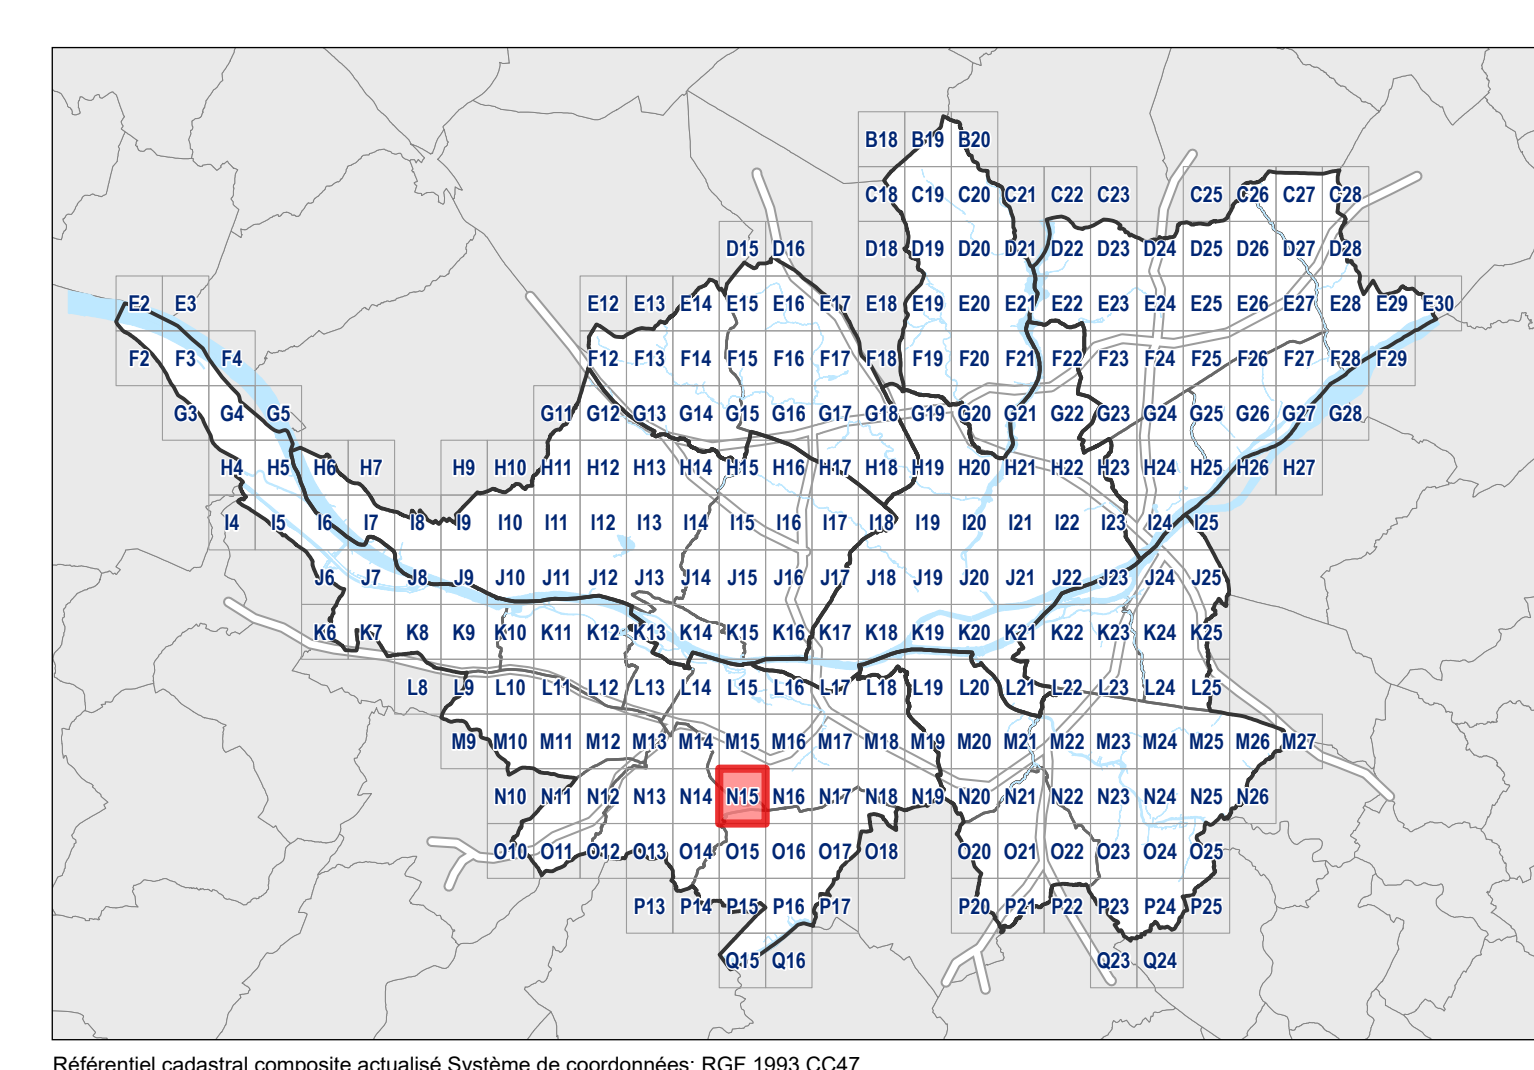 B18 B19 B20
C18 C19 C20 C21 C22 C23 C25 C26 C27 C28
D15 D16 D18 D19 D20 D21 D22 D23 D24 D25 D26 D27 D28
E2 E3 E12 E13 E14 E15 E16 E17 E18 E19 E20 E21 E22 E23 E24 E25 E26 E27 E28 E29 E30
F2 F3 F4 F12 F13 F14 F15 F16 F17 F18 F19 F20 F21 F22 F23 F24 F25 F26 F27 F28 F29
G3 G4 G5 G11 G12 G13 G14 G15 G16 G17 G18 G19 G20 G21 G22 G23 G24 G25 G26 G27 G28
H4 H5 H6 H7 H9 H10 H11 H12 H13 H14 H15 H16 H17 H18 H19 H20 H21 H22 H23 H24 H25 H26 H27
I4 I5 I6 I7 I8 I9 I10 I11 I12 I13 I14 I15 I16 I17 I18 I19 I20 I21 I22 I23 I24 I25
J6 J7 J8 J9 J10 J11 J12 J13 J14 J15 J16 J17 J18 J19 J20 J21 J22 J23 J24 J25
K6 K7 K8 K9 K10 K11 K12 K13 K14 K15 K16 K17 K18 K19 K20 K21 K22 K23 K24 K25
L8 L9 L10 L11 L12 L13 L14 L15 L16 L17 L18 L19 L20 L21 L22 L23 L24 L25
M9 M10 M11 M12 M13 M14 M15 M16 M17 M18 M19 M20 M21 M22 M23 M24 M25 M26 M27
N10 N11 N12 N13 N14 N15 N16 N17 N18 N19 N20 N21 N22 N23 N24 N25 N26
O10 O11 O12 O13 O14 O15 O16 O17 O18 O20 O21 O22 O23 O24 O25
P13 P14 P15 P16 P17 P20 P21 P22 P23 P24 P25
Q15 Q16 Q23 Q24
Référentiel cadastral composite actualisé Système de coordonnées: RGF 1993 CC47